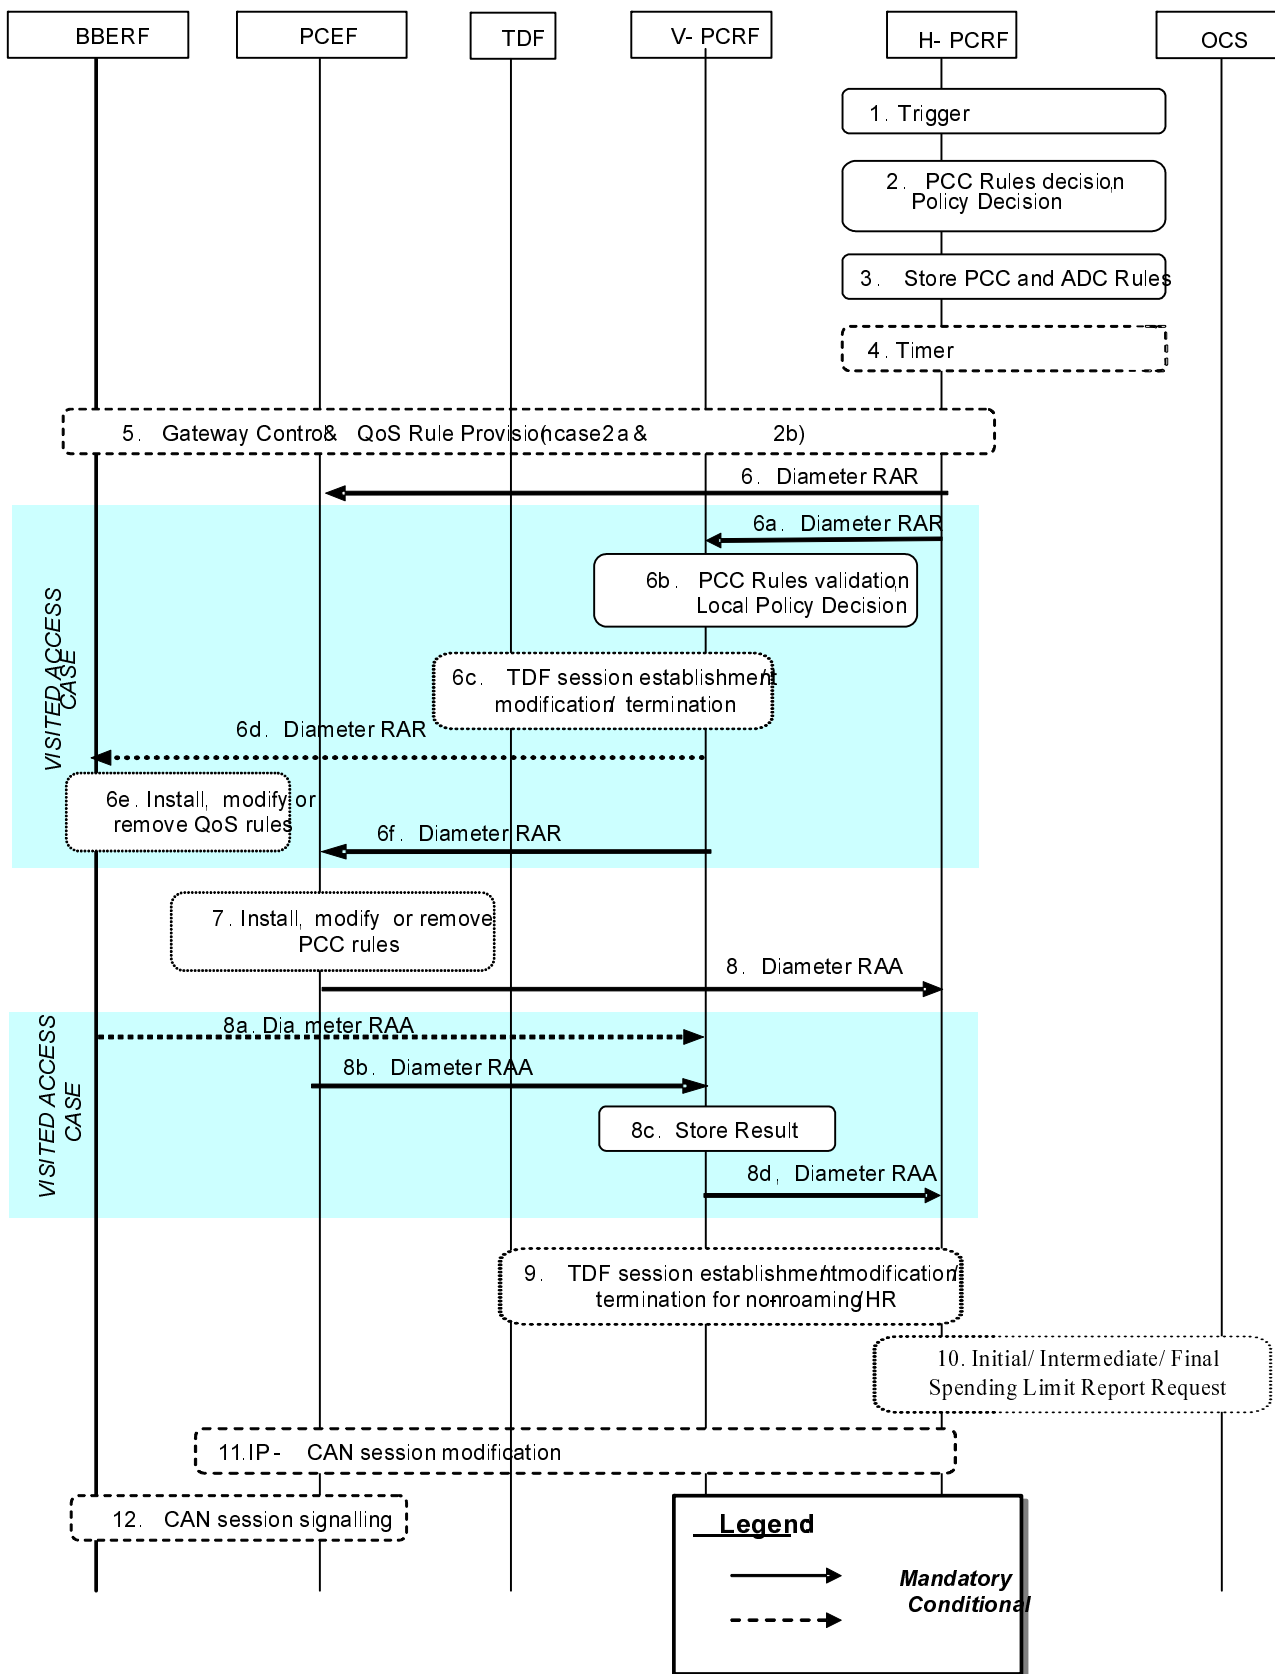 BBERF
PCEF
TDF
V- PCRF
H- PCRF
OCS
1. Trigger
2. PCC Rules decision,
Policy Decision
3. Store PCC and ADC Rules
4. Timer
5. Gateway Control & QoS Rule Provision (case 2a & 2b)
6. Diameter RAR
6a. Diameter RAR
6b. PCC Rules validation,
Local Policy Decision
VISITED ACCESS
CASE
6c. TDF session establishment/
modification/ termination
6d. Diameter RAR
6e. Install, modify or
remove QoS rules
6f. Diameter RAR
7. Install, modify or remove
PCC rules
8. Diameter RAA
VISITED ACCESS
CASE
8a. Dia meter RAA
8b. Diameter RAA
8c. Store Result
8d, Diameter RAA
9. TDF session establishment/modification/
termination for non-roaming/HR
10. Initial/ Intermediate/ Final
Spending Limit Report Request
11.IP- CAN session modification
12. CAN session signalling
Legend
Mandatory
Conditional